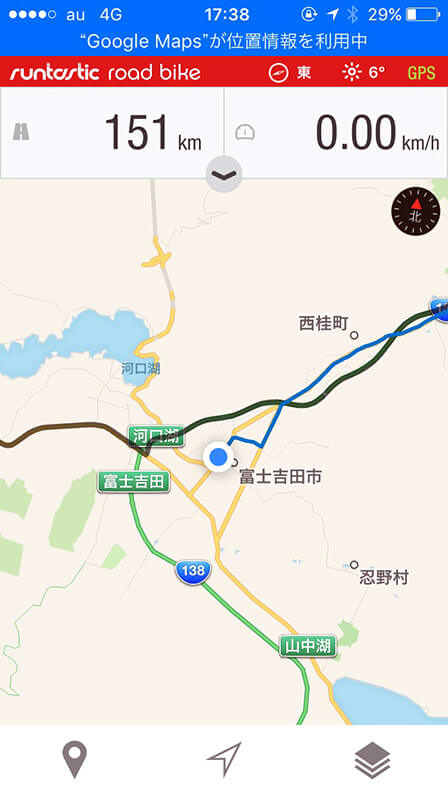 au 4G 17:38 29%
“Google Maps”が位置情報を利用中
runtastic road bike 東 6° GPS
151 km 0.00 km/h
北
西桂町
河口湖
河口湖
富士吉田
富士吉田市
138
忍野村
山中湖